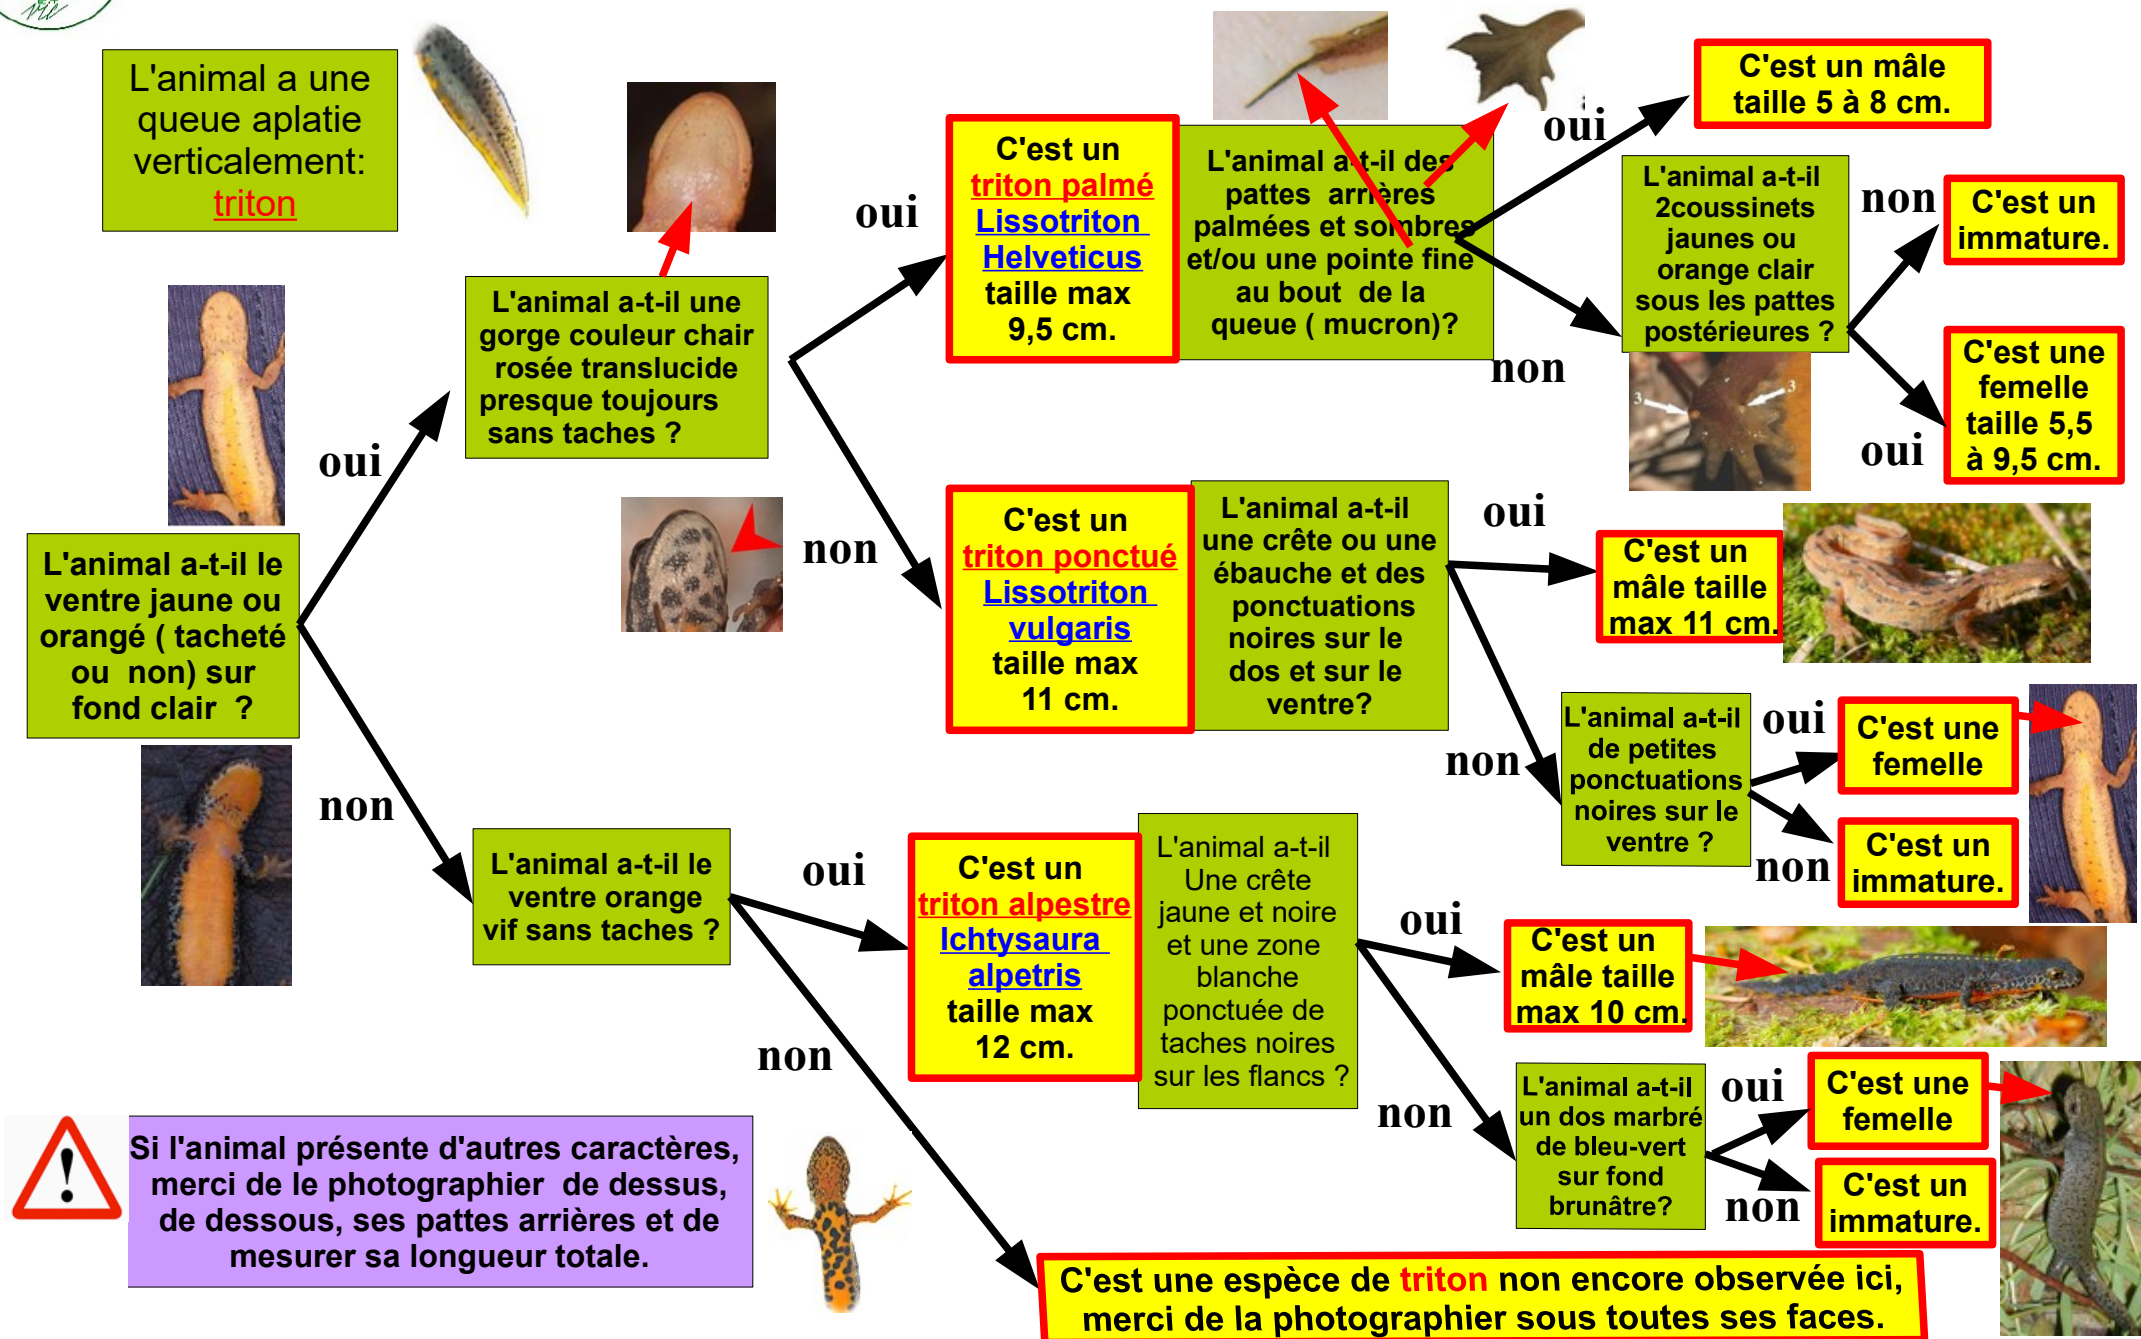 L'animal a une
queue aplatie
verticalement:
triton
L'animal a-t-il le
ventre jaune ou
orangé ( tacheté
ou non) sur
fond clair ?
oui
non
L'animal a-t-il une
gorge couleur chair
rosée translucide
presque toujours
sans taches ?
oui
non
C'est un
triton palmé
Lissotriton
Helveticus
taille max
9,5 cm.
L'animal a-t-il des
pattes arrières
palmées et sombres
et/ou une pointe fine
au bout de la
queue ( mucron)?
oui
non
C'est un mâle
taille 5 à 8 cm.
L'animal a-t-il
2coussinets
jaunes ou
orange clair
sous les pattes
postérieures ?
3
3
non
oui
C'est un
immature.
C'est une
femelle
taille 5,5
à 9,5 cm.
C'est un
triton ponctué
Lissotriton
vulgaris
taille max
11 cm.
L'animal a-t-il
une crête ou une
ébauche et des
ponctuations
noires sur le
dos et sur le
ventre?
oui
non
C'est un
mâle taille
max 11 cm.
L'animal a-t-il
de petites
ponctuations
noires sur le
ventre ?
oui
non
C'est une
femelle
C'est un
immature.
L'animal a-t-il le
ventre orange
vif sans taches ?
oui
non
C'est un
triton alpestre
Ichtysaura
alpetris
taille max
12 cm.
L'animal a-t-il
Une crête
jaune et noire
et une zone
blanche
ponctuée de
taches noires
sur les flancs ?
oui
non
C'est un
mâle taille
max 10 cm.
L'animal a-t-il
un dos marbré
de bleu-vert
sur fond
brunâtre?
oui
non
C'est une
femelle
C'est un
immature.
Si l'animal présente d'autres caractères,
merci de le photographier de dessus,
de dessous, ses pattes arrières et de
mesurer sa longueur totale.
C'est une espèce de triton non encore observée ici,
merci de la photographier sous toutes ses faces.